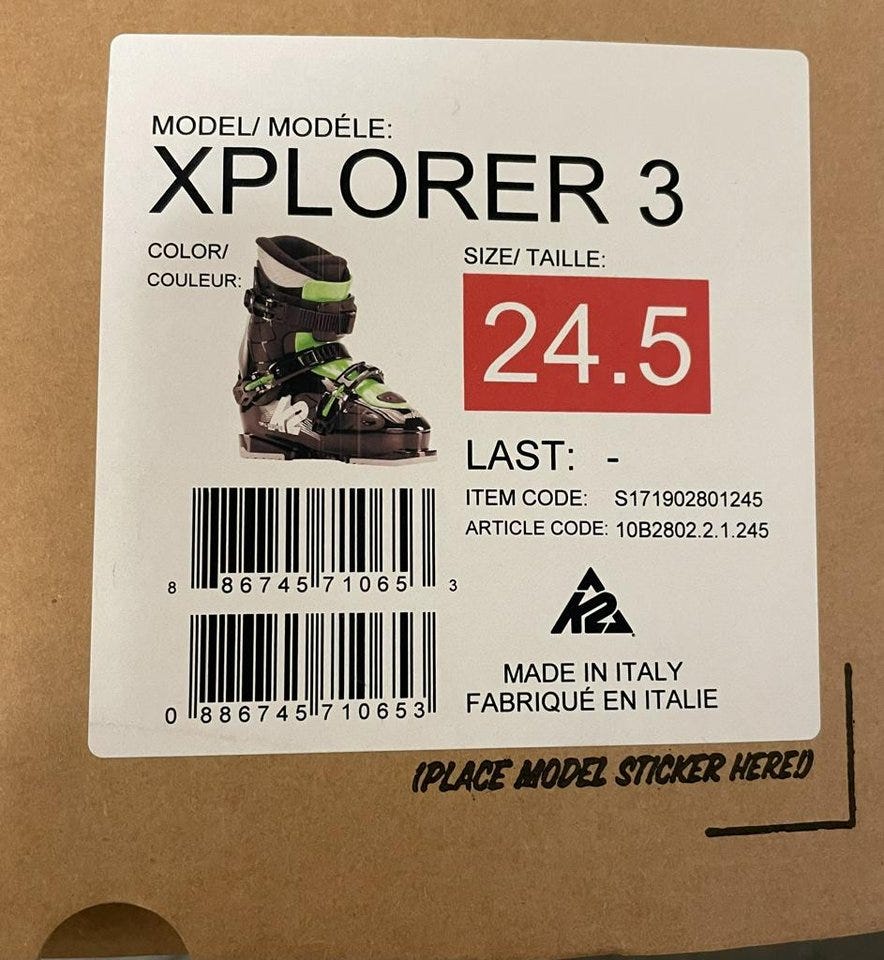 MODEL/ MODÉLE:
XPLORER 3
COLOR/
COULEUR:
K2
SIZE/ TAILLE:
24.5
LAST: -
ITEM CODE: S171902801245
ARTICLE CODE: 10B2802.2.1.245
8 86745 71065 3
0 886745 710653
K2
MADE IN ITALY
FABRIQUÉ EN ITALIE
(PLACE MODEL STICKER HERE!)